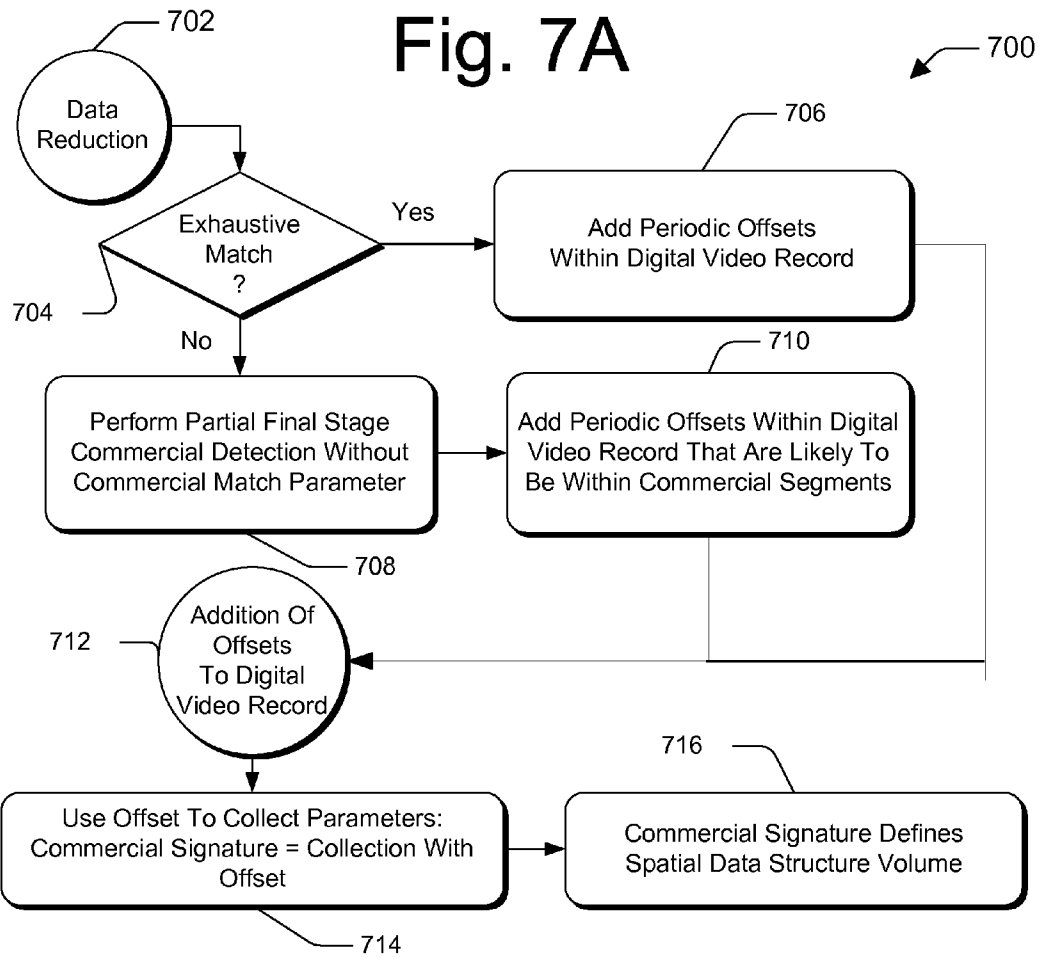 702
Fig. 7A
700
Data
Reduction
706
Exhaustive
Match
?
Yes
Add Periodic Offsets
Within Digital Video Record
704
No
710
Perform Partial Final Stage
Commercial Detection Without
Commercial Match Parameter
Add Periodic Offsets Within Digital
Video Record That Are Likely To
Be Within Commercial Segments
708
712
Addition Of
Offsets
To Digital
Video Record
716
Use Offset To Collect Parameters:
Commercial Signature = Collection With
Offset
Commercial Signature Defines
Spatial Data Structure Volume
714